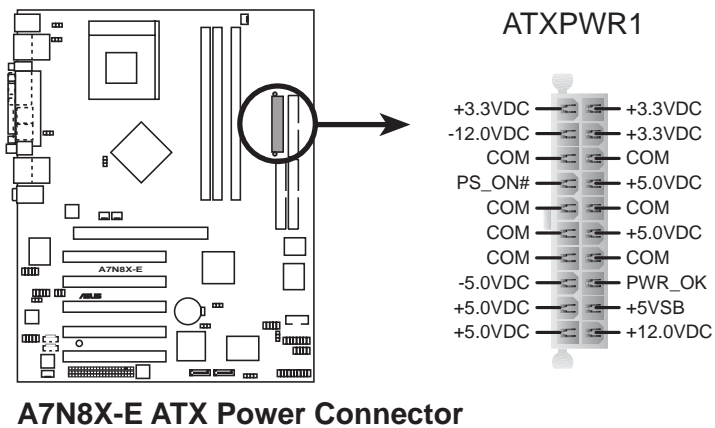 ATXPWR1
+3.3VDC +3.3VDC
-12.0VDC +3.3VDC
COM COM
PS_ON# +5.0VDC
COM COM
COM +5.0VDC
COM COM
-5.0VDC PWR_OK
+5.0VDC +5VSB
+5.0VDC +12.0VDC
A7N8X-E
ASUS
A7N8X-E ATX Power Connector